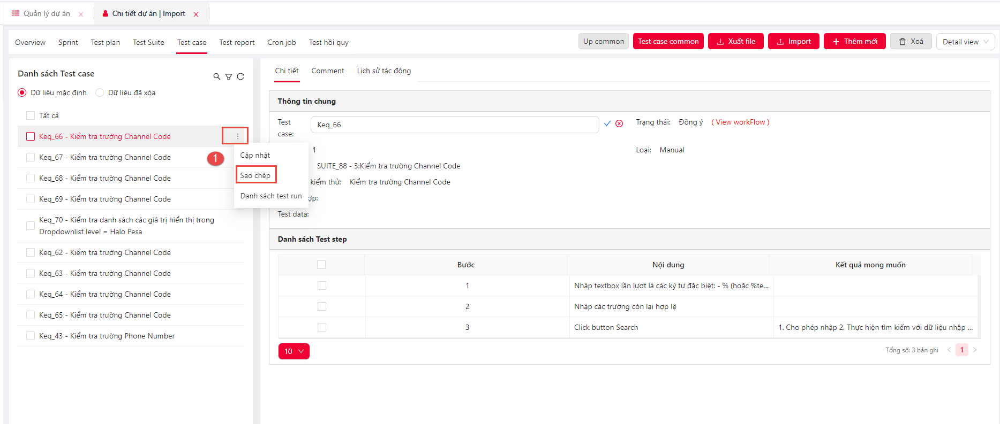 Quản lý dự án
Chi tiết dự án | Import
Overview
Sprint
Test plan
Test Suite
Test case
Test report
Cron job
Test hồi quy
Up common
Test case common
Xuất file
Import
Thêm mới
Xoá
Detail view
Danh sách Test case
Dữ liệu mặc định
Dữ liệu đã xóa
Tất cả
Keq_66 - Kiểm tra trường Channel Code
Keq_67 - Kiểm tra trường Channel Code
Keq_68 - Kiểm tra trường Channel Code
Keq_69 - Kiểm tra trường Channel Code
Keq_70 - Kiểm tra danh sách các giá trị hiển thị trong
Dropdownlist level = Halo Pesa
Keq_62 - Kiểm tra trường Channel Code
Keq_63 - Kiểm tra trường Channel Code
Keq_64 - Kiểm tra trường Channel Code
Keq_65 - Kiểm tra trường Channel Code
Keq_43 - Kiểm tra trường Phone Number
1
Cập nhật
Sao chép
Danh sách test run
Chi tiết
Comment
Lịch sử tác động
Thông tin chung
Test
case:
Keq_66
Trạng thái: Đồng ý ( View workFlow )
1
Loại: Manual
SUITE_88 - 3:Kiểm tra trường Channel Code
kiểm thử: Kiểm tra trường Channel Code
ợp:
Test data:
Danh sách Test step
Bước
Nội dung
Kết quả mong muốn
1
Nhập textbox lần lượt là các ký tự đặc biệt: - % (hoặc %te...
2
Nhập các trường còn lại hợp lệ
3
Click button Search
1. Cho phép nhập 2. Thực hiện tìm kiếm với dữ liệu nhập ...
10
Tổng số: 3 bản ghi
1